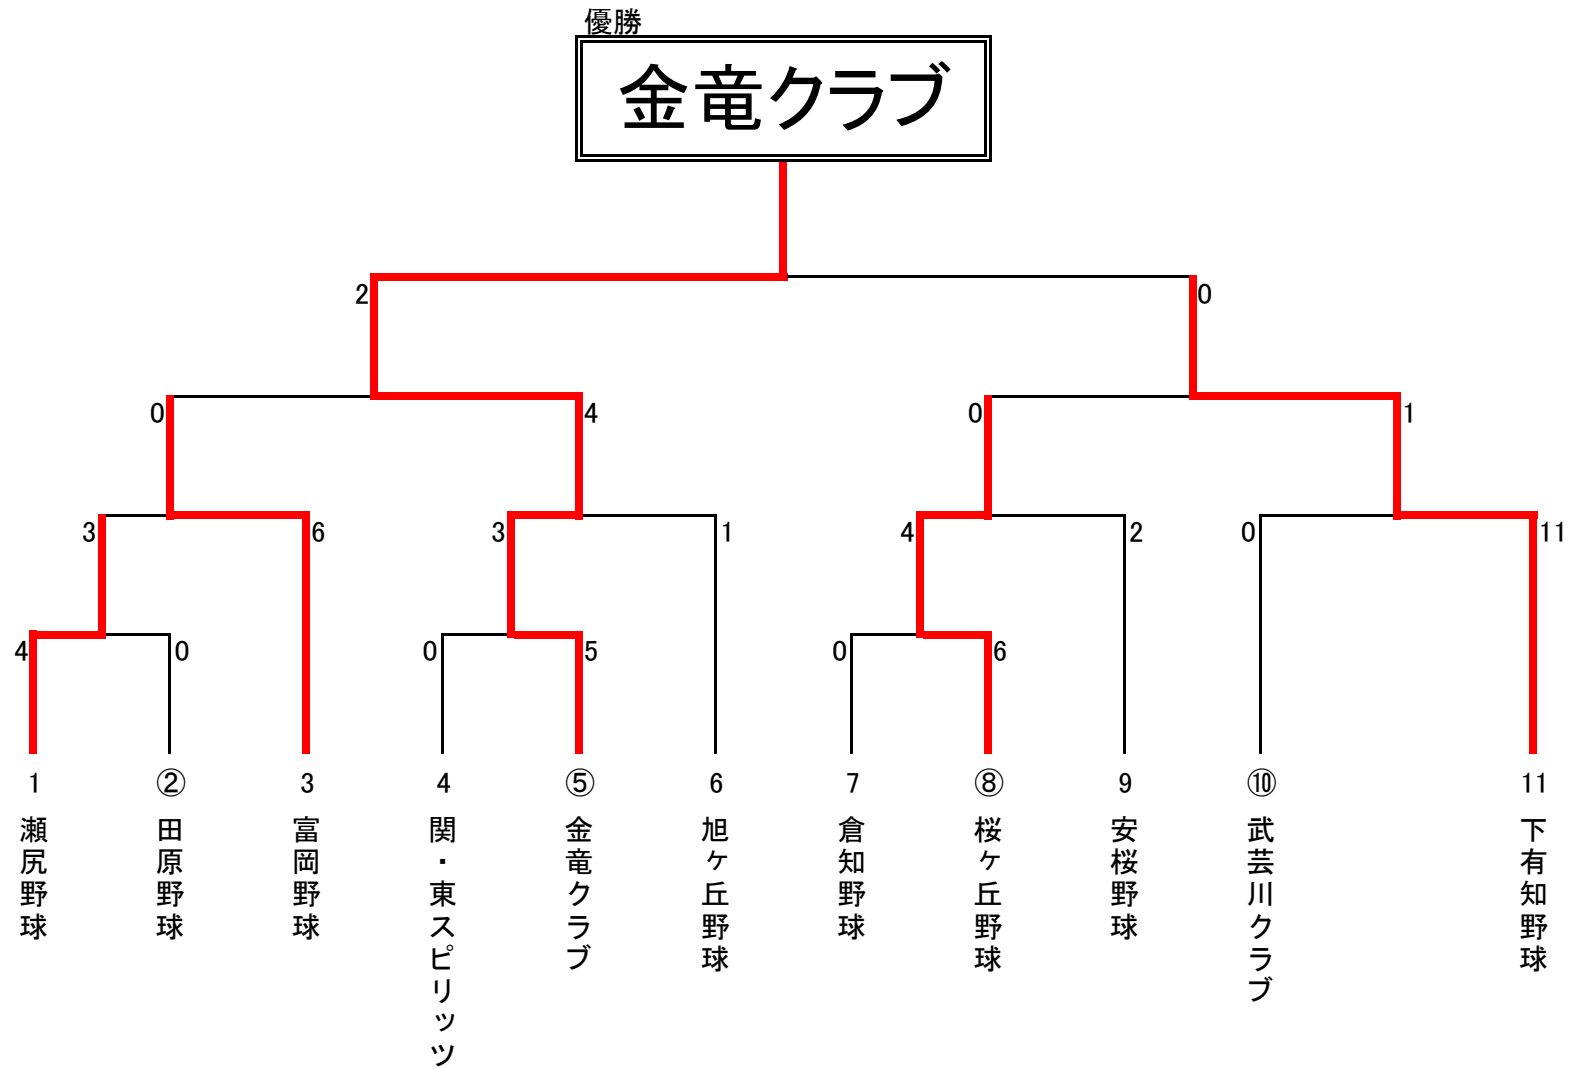 優勝
金竜クラブ
2 0
0 4 0 1
3 6 3 1 4 2 0 11
4 0 0 5 0 6
1 ② 3 4 ⑤ 6 7 ⑧ 9 ⑩ 11
瀬尻野球
田原野球
富岡野球
関・東スピリッツ
金竜クラブ
旭ヶ丘野球
倉知野球
桜ヶ丘野球
安桜野球
武芸川クラブ
下有知野球